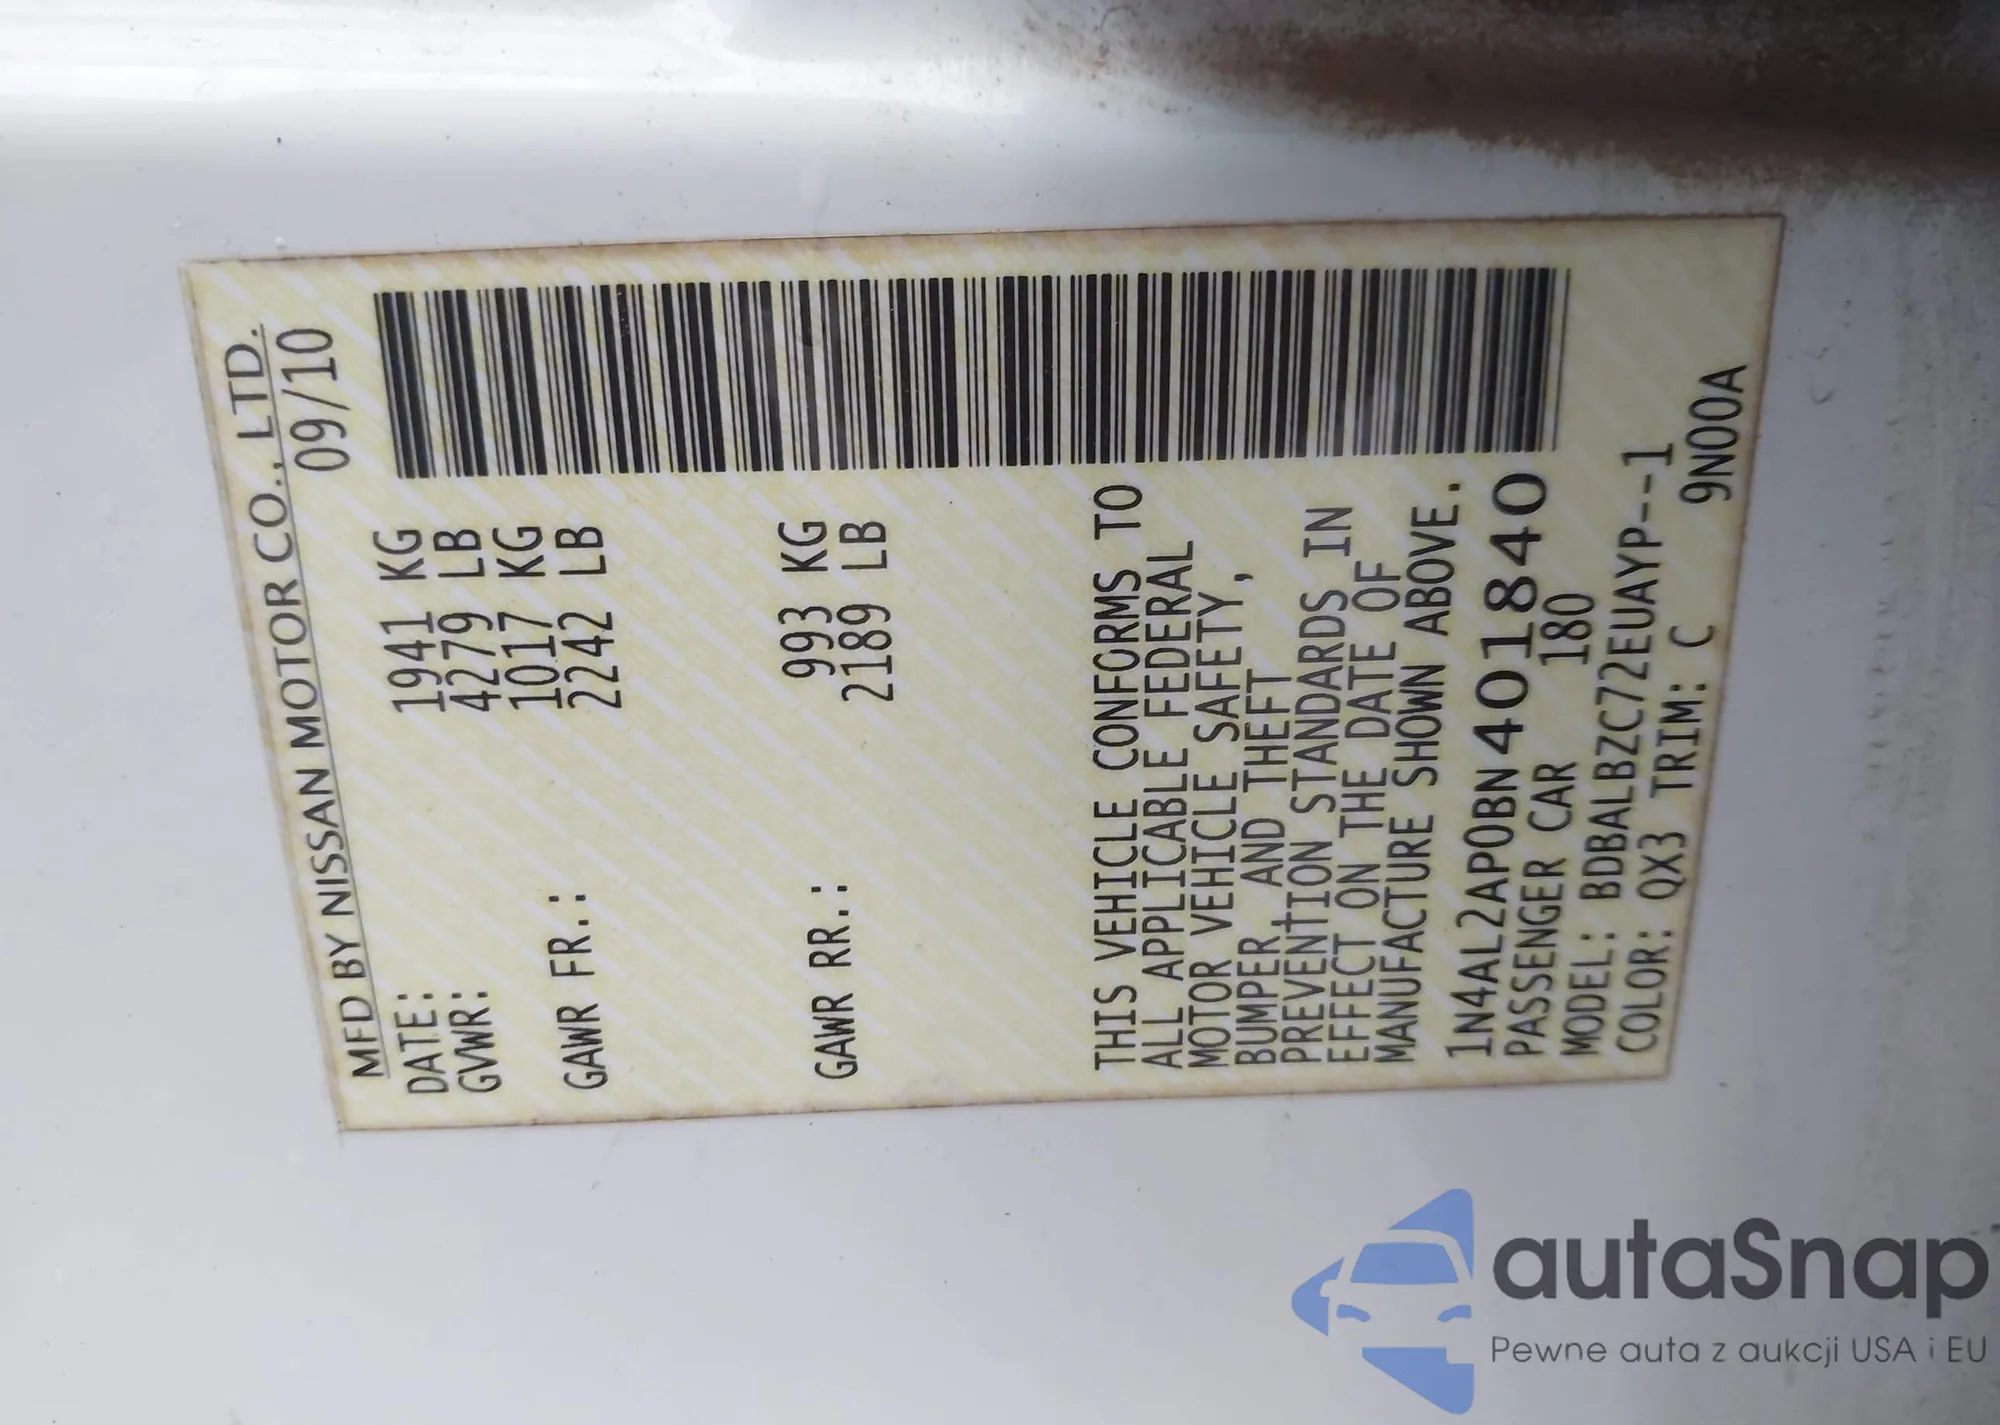 MFD BY NISSAN MOTOR CO., LTD.
DATE: 09/10
GVWR: 1941 KG
4279 LB
1017 KG
GAWR FR.: 2242 LB
993 KG
GAWR RR.: 2189 LB
THIS VEHICLE CONFORMS TO
ALL APPLICABLE FEDERAL
MOTOR VEHICLE SAFETY,
BUMPER, AND THEFT
PREVENTION STANDARDS IN
EFFECT ON THE DATE OF
MANUFACTURE SHOWN ABOVE.
1N4AL2AP0BN401840
PASSENGER CAR 180
MODEL: BDBALBZC72EUAYP--1
COLOR: QX3 TRIM: C 9N00A
autaSnap
Pewne auta z aukcji USA i EU